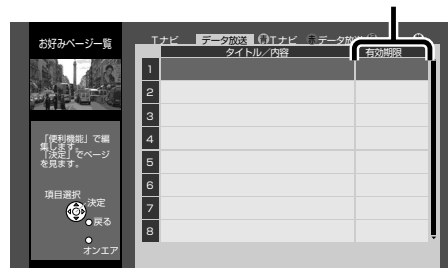 お好みページ一覧
Tナビ データ放送 Tナビ データ放
タイトル/内容 有効期限
1
2
3
4
5
6
7
8
「便利機能」で編
集します。
「決定」でページ
を見ます。
項目選択
決定
戻る
オンエア